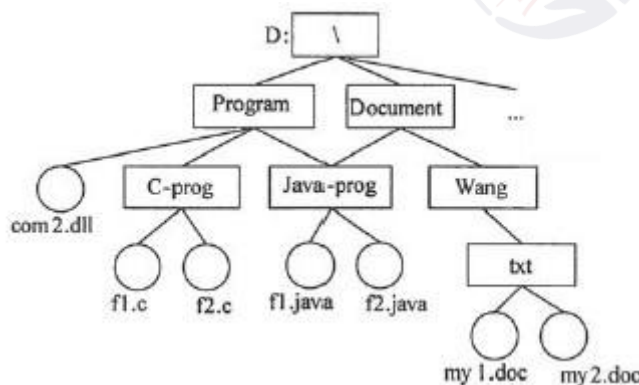 D: \
Program Document ...
C-prog Java-prog Wang
com2.dll
txt
f1.c f2.c f1.java f2.java
my1.doc my2.doc